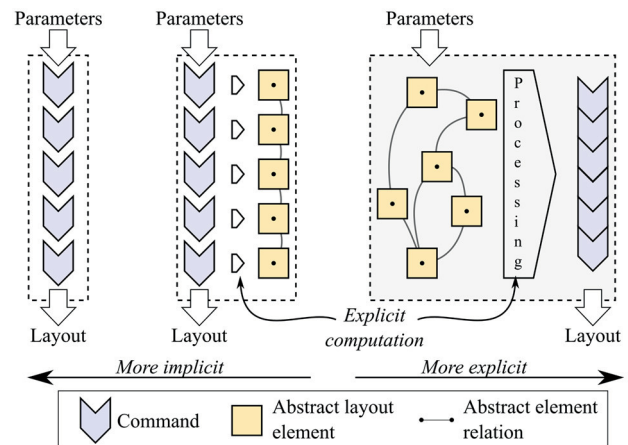 Parameters
Parameters
Parameters
Processing
Layout
Layout
Explicit
computation
Layout
More implicit
More explicit
Command
Abstract layout
element
Abstract element
relation